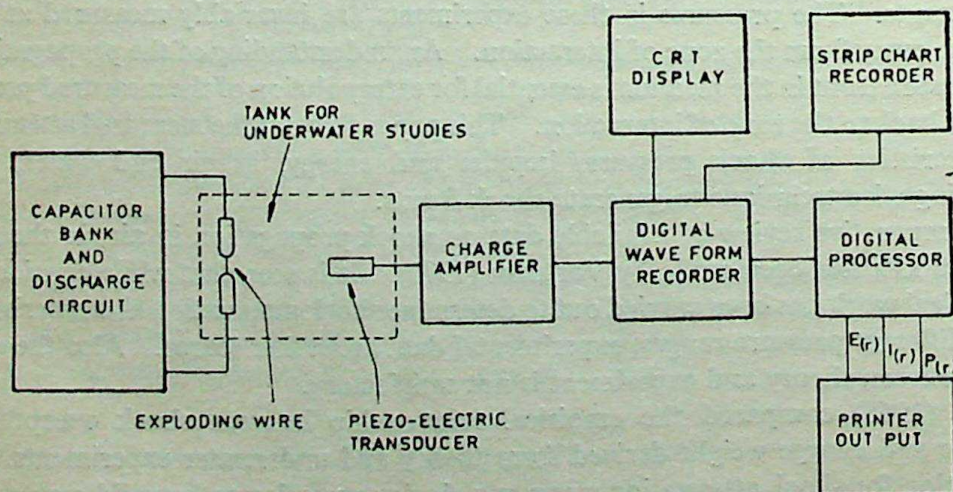 CRT
DISPLAY
STRIP CHART
RECORDER
TANK FOR
UNDERWATER STUDIES
CAPACITOR
BANK
AND
DISCHARGE
CIRCUIT
CHARGE
AMPLIFIER
DIGITAL
WAVE FORM
RECORDER
DIGITAL
PROCESSOR
E(r) I(r) P(r
EXPLODING WIRE
PIEZO-ELECTRIC
TRANSDUCER
PRINTER
OUT PUT